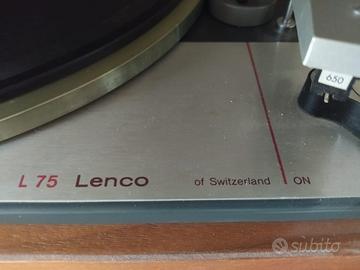 650
L 75 Lenco of Switzerland ON
subito